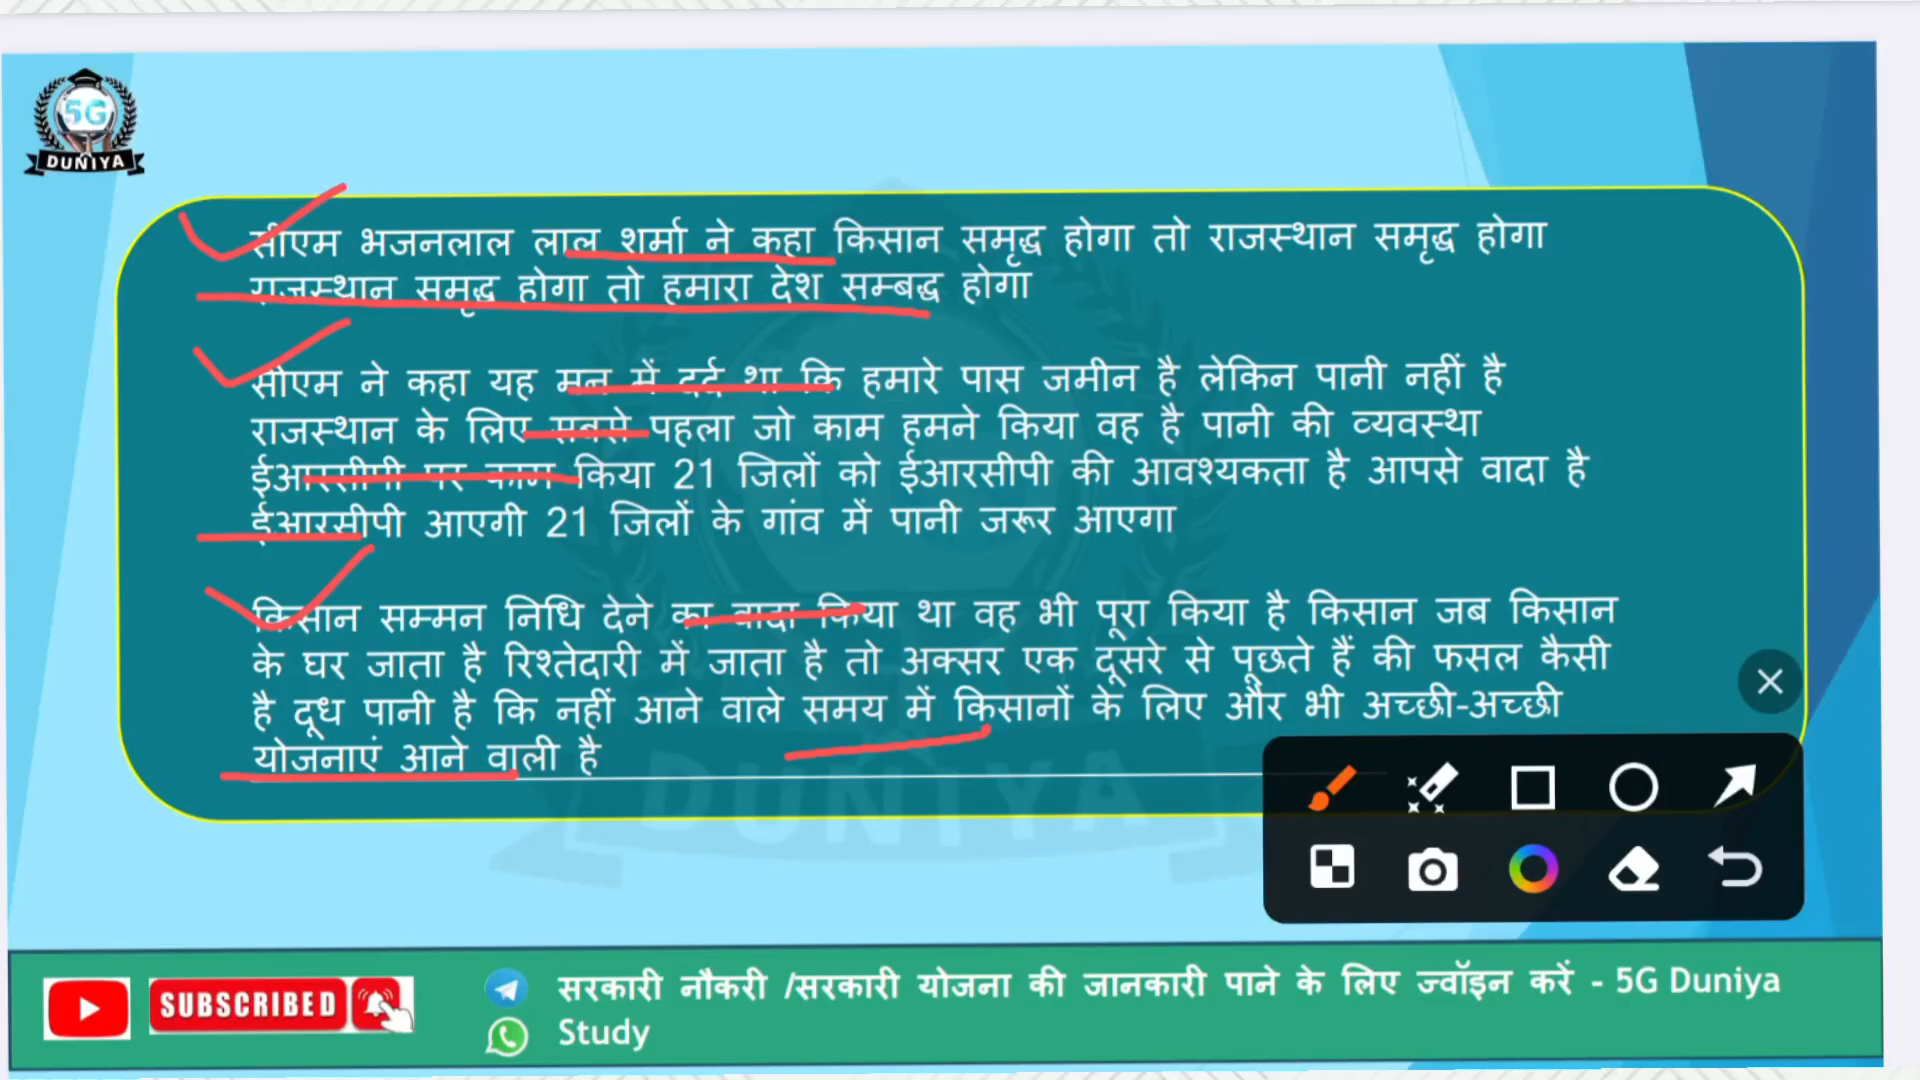 5G
DUNIYA
सीएम भजनलाल लाल शर्मा ने कहा किसान समृद्ध होगा तो राजस्थान समृद्ध होगा
राजस्थान समृद्ध होगा तो हमारा देश सम्बद्ध होगा
सीएम ने कहा यह मन में दर्द था कि हमारे पास जमीन है लेकिन पानी नहीं है
राजस्थान के लिए सबसे पहला जो काम हमने किया वह है पानी की व्यवस्था
ईआरसीपी पर काम किया 21 जिलों को ईआरसीपी की आवश्यकता है आपसे वादा है
ईआरसीपी आएगी 21 जिलों के गांव में पानी जरूर आएगा
किसान सम्मन निधि देने का वादा किया था वह भी पूरा किया है किसान जब किसान
के घर जाता है रिश्तेदारी में जाता है तो अक्सर एक दूसरे से पूछते हैं की फसल कैसी
है दूध पानी है कि नहीं आने वाले समय में किसानों के लिए और भी अच्छी-अच्छी
योजनाएं आने वाली है
DUNIYA
SUBSCRIBED
सरकारी नौकरी /सरकारी योजना की जानकारी पाने के लिए ज्वॉइन करें - 5G Duniya
Study